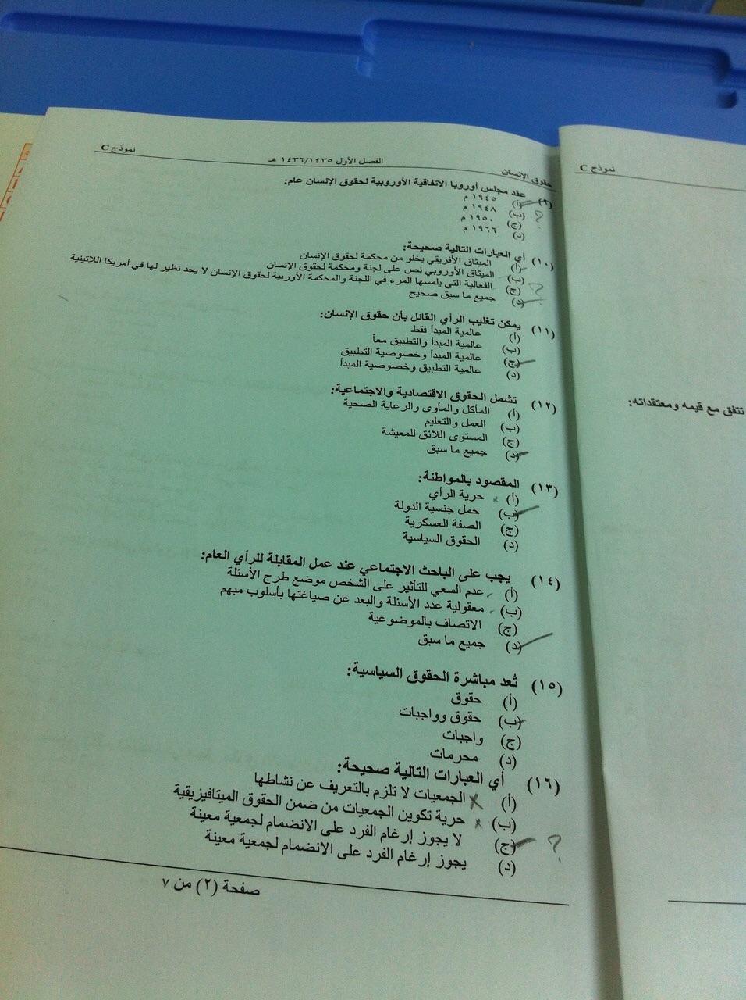 حقوق الإنسان الفصل الأول ١٤٣٦/١٤٣٥ هـ نموذج C
(٩) عقد مجلس أوروبا الاتفاقية الأوروبية لحقوق الإنسان عام:
(أ) ١٩٤٥ م
(ب) ١٩٤٨ م
(ج) ١٩٥٠ م
(د) ١٩٦٦ م
؟
(١٠) أي العبارات التالية صحيحة:
(أ) الميثاق الأفريقي يخلو من محكمة لحقوق الإنسان
(ب) الميثاق الأوروبي نص على لجنة ومحكمة لحقوق الإنسان
(ج) الفعالية التي يلمسها المرء في اللجنة والمحكمة الأوربية لحقوق الإنسان لا يجد نظير لها في أمريكا اللاتينية
(د) جميع ما سبق صحيح
؟
(١١) يمكن تغليب الرأي القائل بأن حقوق الإنسان:
(أ) عالمية المبدأ فقط
(ب) عالمية المبدأ والتطبيق معاً
(ج) عالمية المبدأ وخصوصية التطبيق
(د) عالمية التطبيق وخصوصية المبدأ
(١٢) تشمل الحقوق الاقتصادية والاجتماعية:
(أ) المأكل والمأوى والرعاية الصحية
(ب) العمل والتعليم
(ج) المستوى اللائق للمعيشة
(د) جميع ما سبق
(١٣) المقصود بالمواطنة:
(أ) حرية الرأي
(ب) حمل جنسية الدولة
(ج) الصفة العسكرية
(د) الحقوق السياسية
(١٤) يجب على الباحث الاجتماعي عند عمل المقابلة للرأي العام:
(أ) عدم السعي للتأثير على الشخص موضع طرح الأسئلة
(ب) معقولية عدد الأسئلة والبعد عن صياغتها بأسلوب مبهم
(ج) الاتصاف بالموضوعية
(د) جميع ما سبق
(١٥) تُعد مباشرة الحقوق السياسية:
(أ) حقوق
(ب) حقوق وواجبات
(ج) واجبات
(د) محرمات
(١٦) أي العبارات التالية صحيحة:
(أ) الجمعيات لا تلزم بالتعريف عن نشاطها
(ب) حرية تكوين الجمعيات من ضمن الحقوق الميتافيزيقية
(ج) لا يجوز إرغام الفرد على الانضمام لجمعية معينة
؟
(د) يجوز إرغام الفرد على الانضمام لجمعية معينة
صفحة (٢) من ٧
نموذج C
تتفق مع قيمه ومعتقداته: